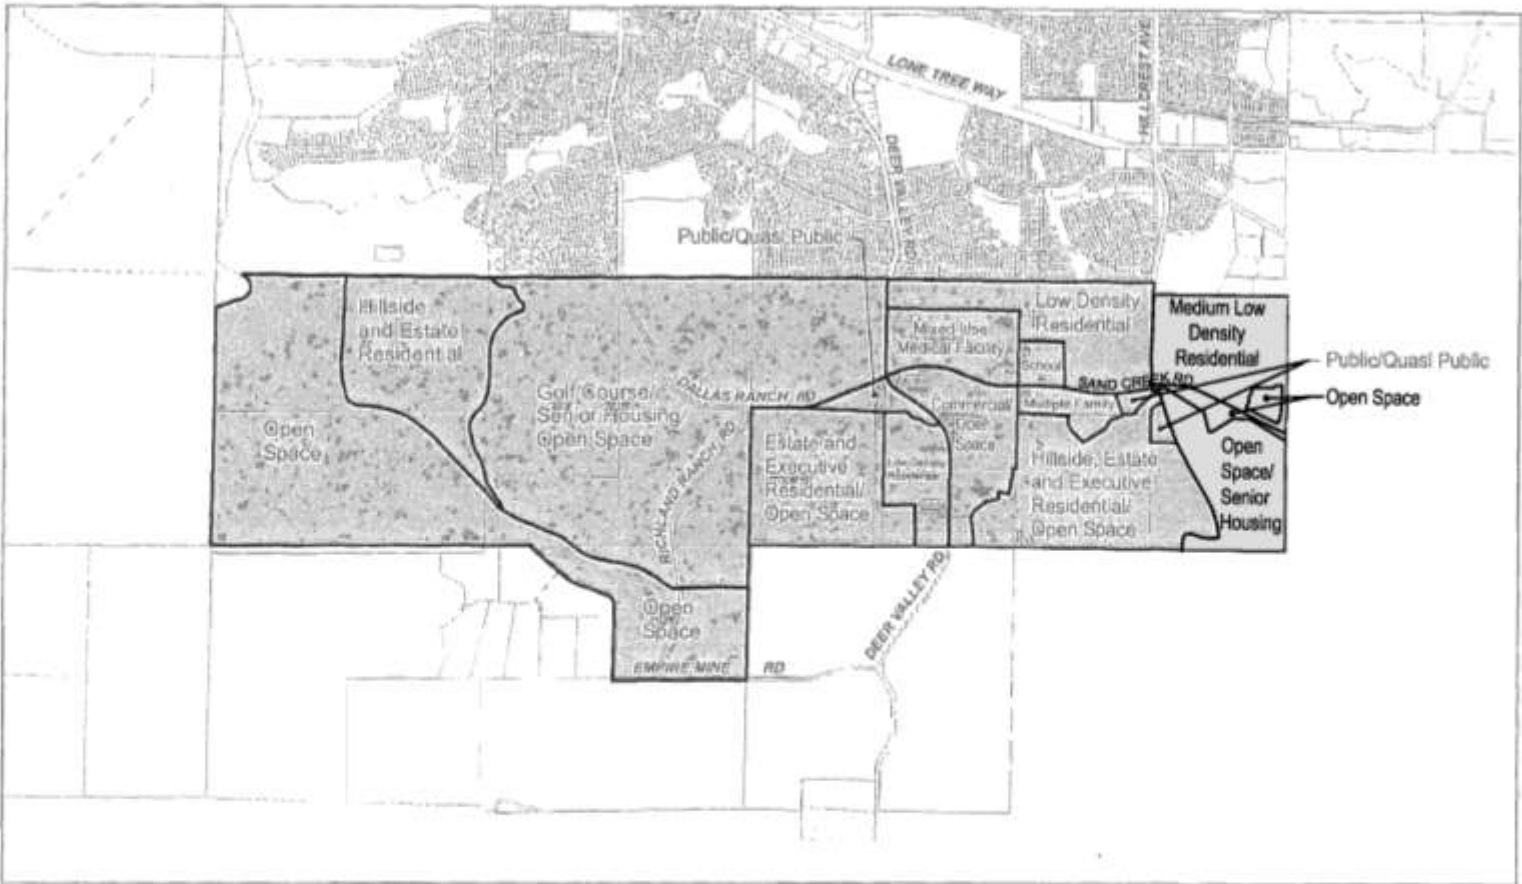 LONE TREE WAY
HILLCREST AVE
DEER VALLEY RD
Public/Quasi Public
Hillside
and Estate
Residential
Low Density
Residential
Medium Low
Density
Residential
Mixed Use
Medical Facility
School
Public/Quasi Public
SAND CREEK RD
Golf Course/
Senior Housing
Open Space
DALLAS RANCH RD
Commercial
Open
Space
Multiple Family
Open Space
Open
Space
RICHLAND RANCH RD
Estate and
Executive
Residential/
Open Space
Hillside, Estate
and Executive
Residential/
Open Space
Open
Space/
Senior
Housing
Open
Space
DEER VALLEY RD
EMPIRE MINE RD